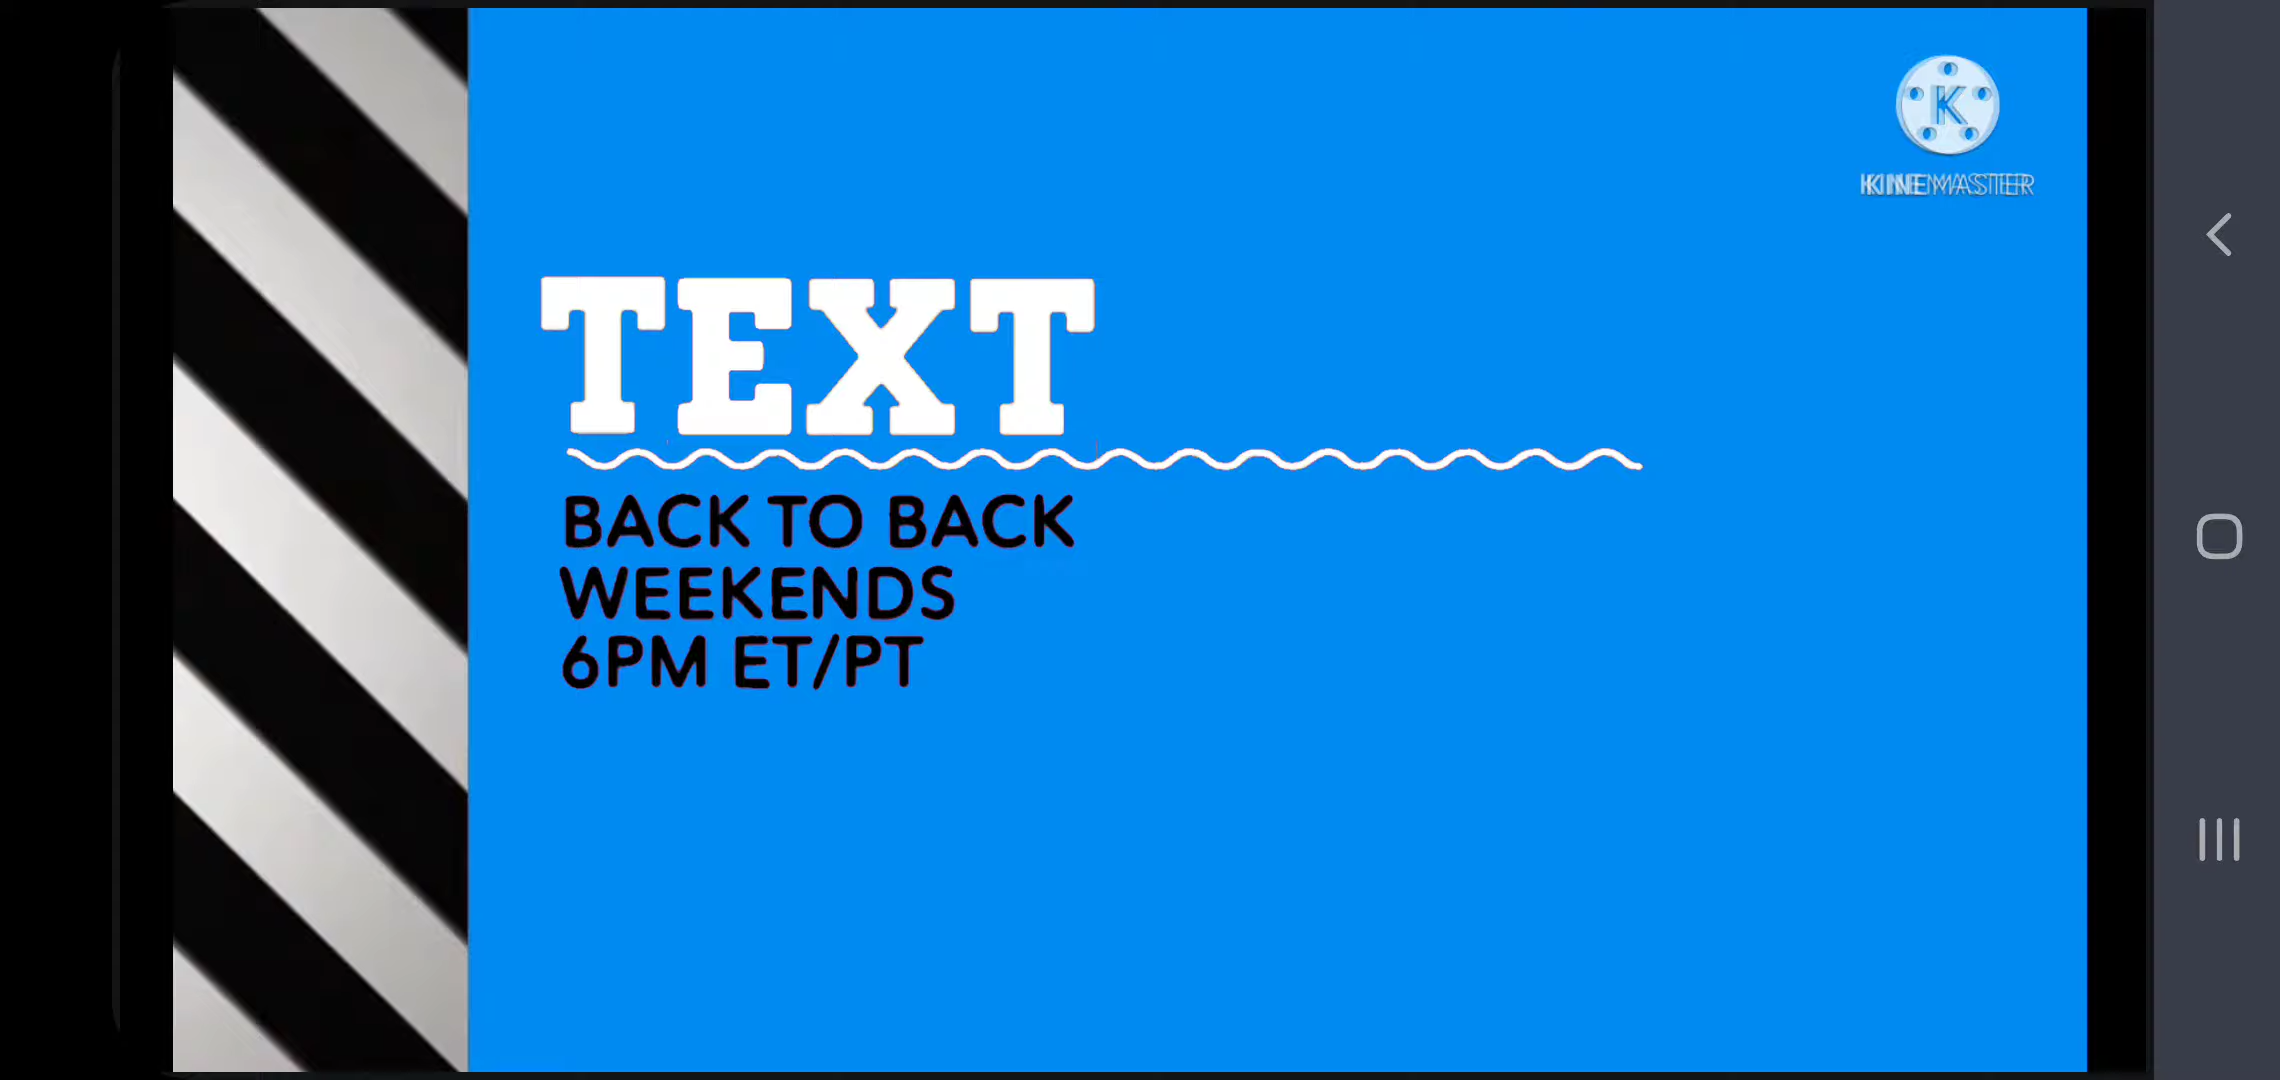 K
KINEMASTER
TEXT
BACK TO BACK
WEEKENDS
6PM ET/PT